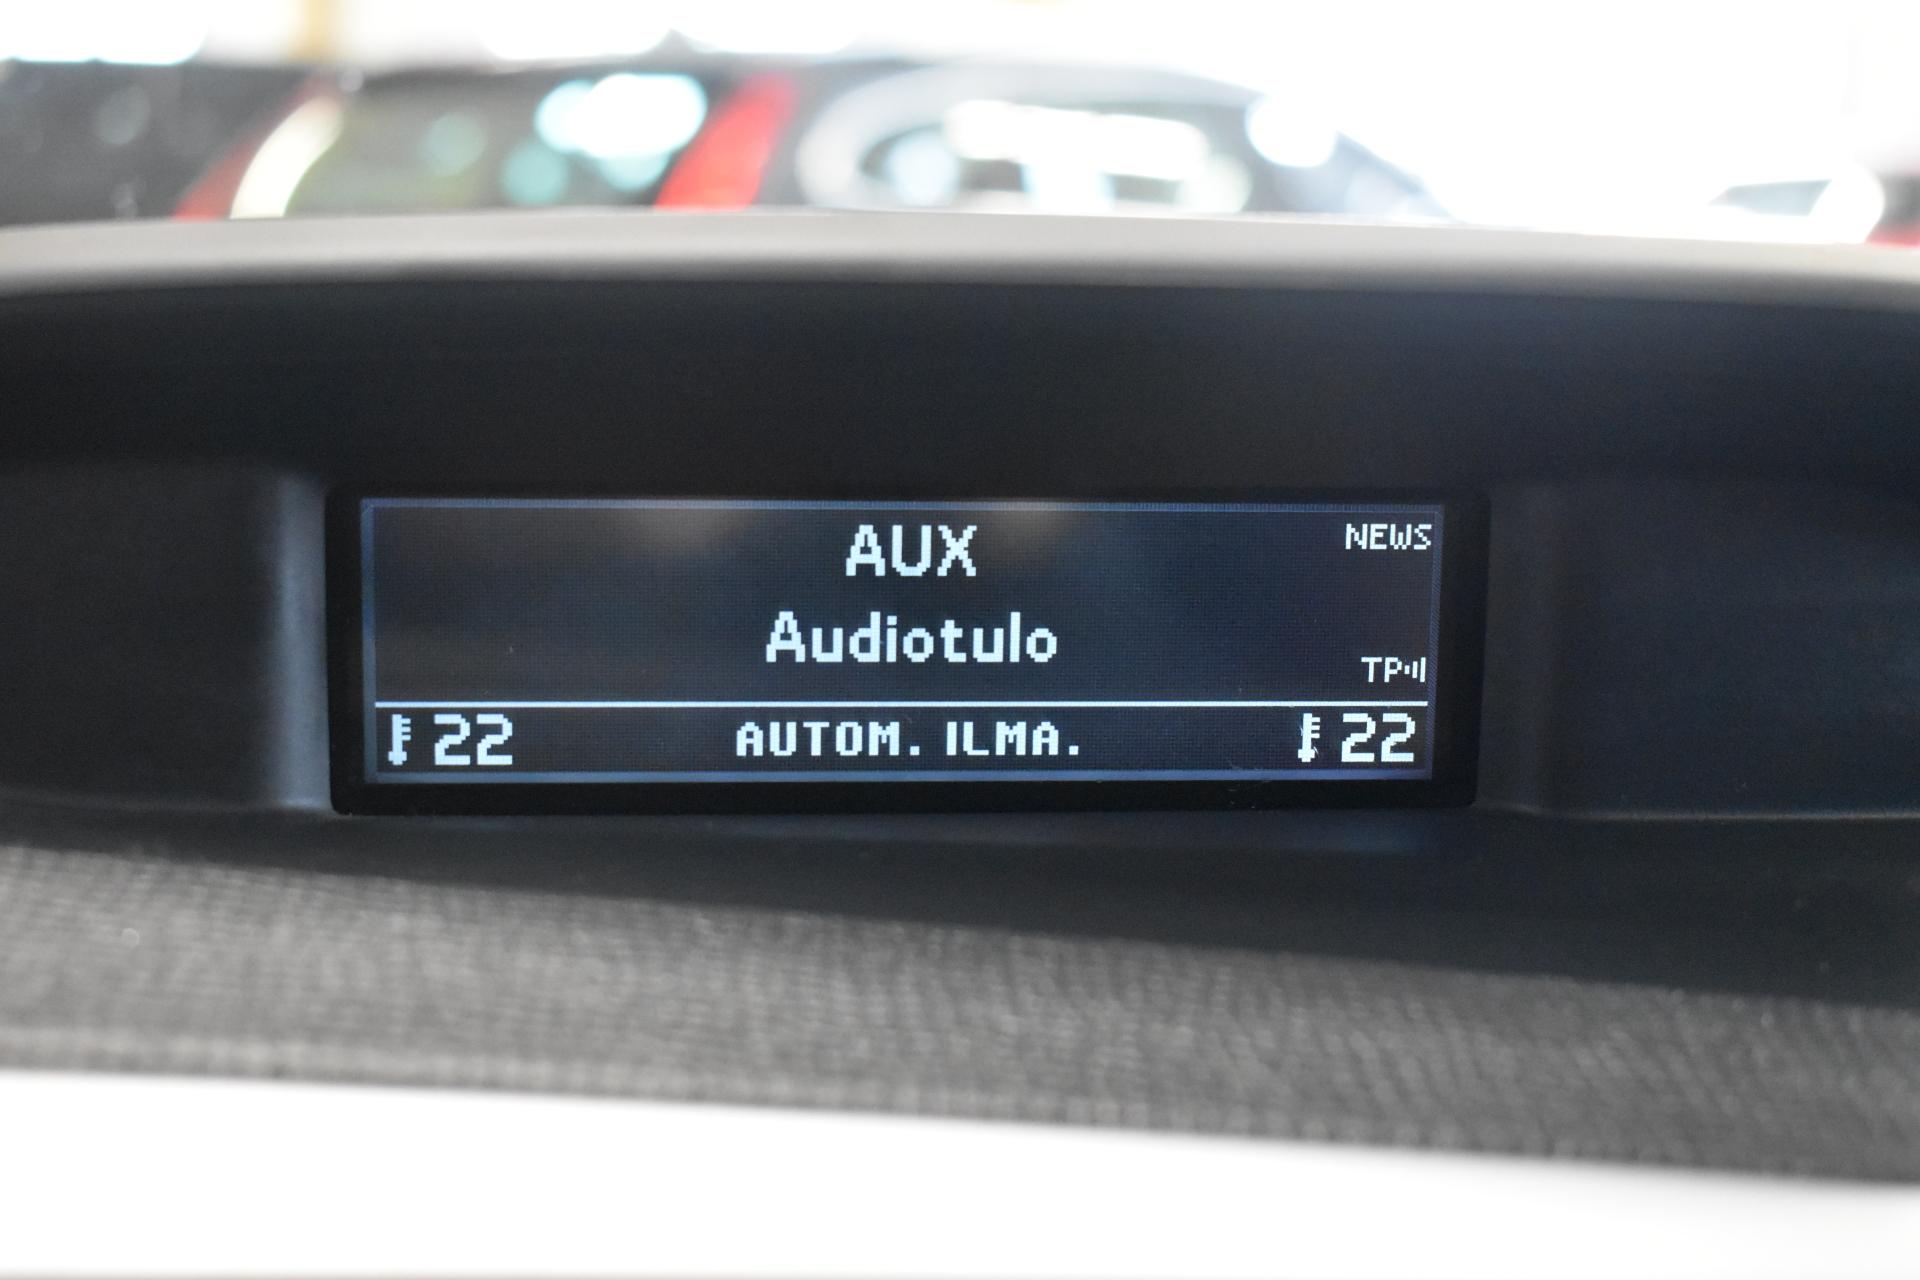 AUX
NEWS
Audiotulo
TP
22 AUTOM. ILMA. 22